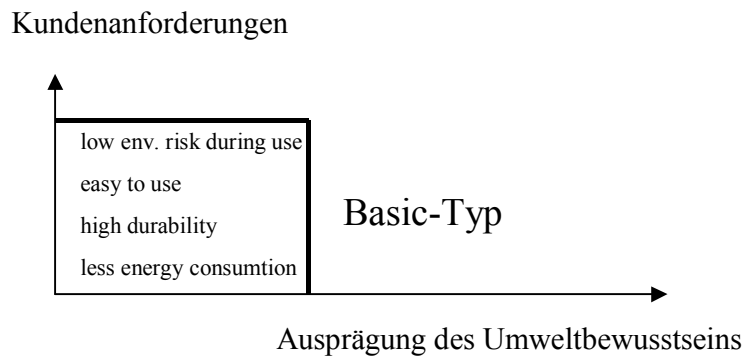 Kundenanforderungen
low env. risk during use
easy to use
high durability
less energy consumtion
Basic-Typ
Ausprägung des Umweltbewusstseins